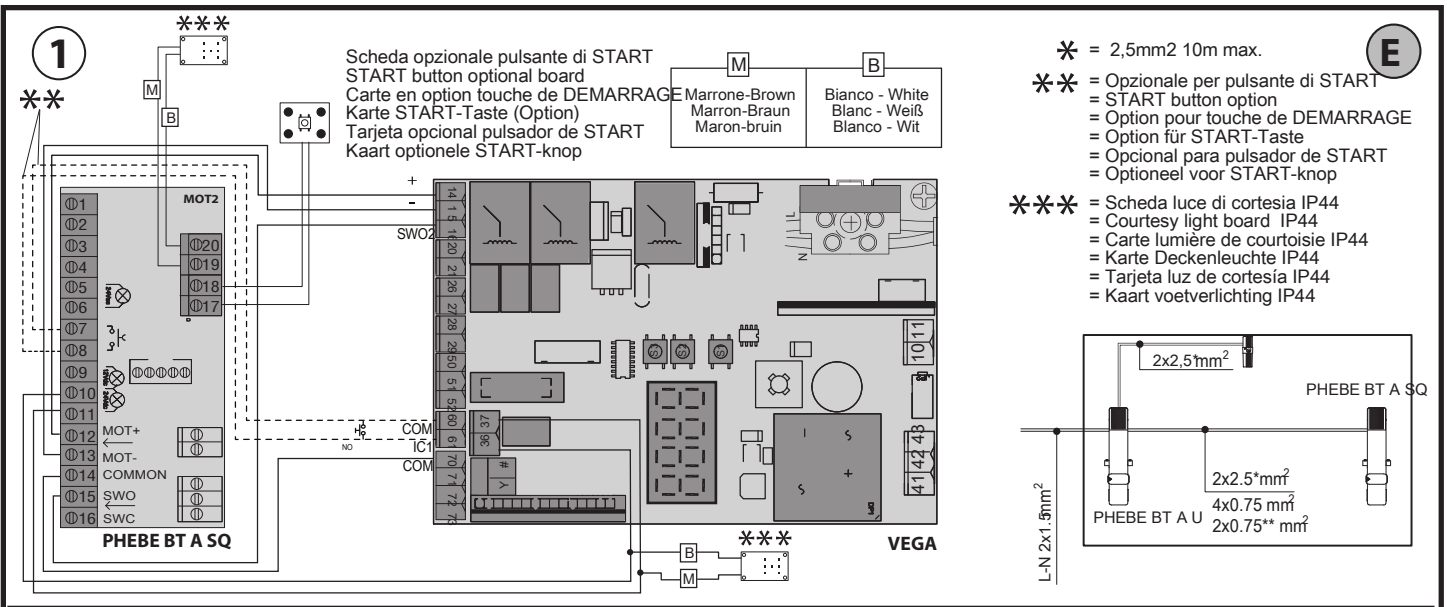 1
***
**
M
B
Scheda opzionale pulsante di START
START button optional board
Carte en option touche de DEMARRAGE
Karte START-Taste (Option)
Tarjeta opcional pulsador de START
Kaart optionele START-knop
M
B
Marrone-Brown
Marron-Braun
Maron-bruin
Bianco - White
Blanc - Weiß
Blanco - Wit
* = 2,5mm2 10m max.
E
** = Opzionale per pulsante di START
= START button option
= Option pour touche de DEMARRAGE
= Option für START-Taste
= Opcional para pulsador de START
= Optioneel voor START-knop
*** = Scheda luce di cortesia IP44
= Courtesy light board IP44
= Carte lumière de courtoisie IP44
= Karte Deckenleuchte IP44
= Tarjeta luz de cortesía IP44
= Kaart voetverlichting IP44
MOT2
1
2
3
4
5
6
7
8
9
10
11
12 MOT+
13 MOT-
14 COMMON
15 SWO
16 SWC
20
19
18
17
PHEBE BT A SQ
+
-
SWO2
COM
NO
IC1
COM
14
15
16
20
21
26
27
28
29
50
51
52
60
61
70
71
72
73
37
36
#
Y
L
N
S3
S2
S1
10 11
41 42 43
DP1
B
M
***
VEGA
2x2,5*mm2
PHEBE BT A SQ
2x2.5*mm2
4x0.75 mm2
2x0.75** mm2
PHEBE BT A U
L-N 2x1.5mm2